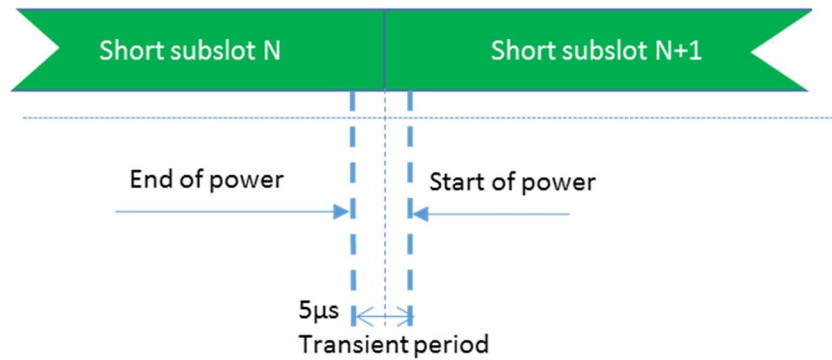 Short subslot N
Short subslot N+1
End of power
Start of power
5µs
Transient period